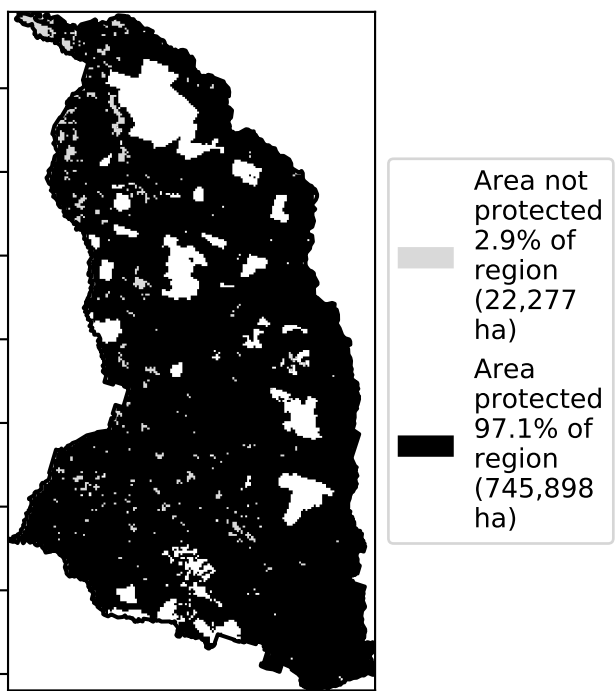 Area not
protected
2.9% of
region
(22,277
ha)
Area
protected
97.1% of
region
(745,898
ha)